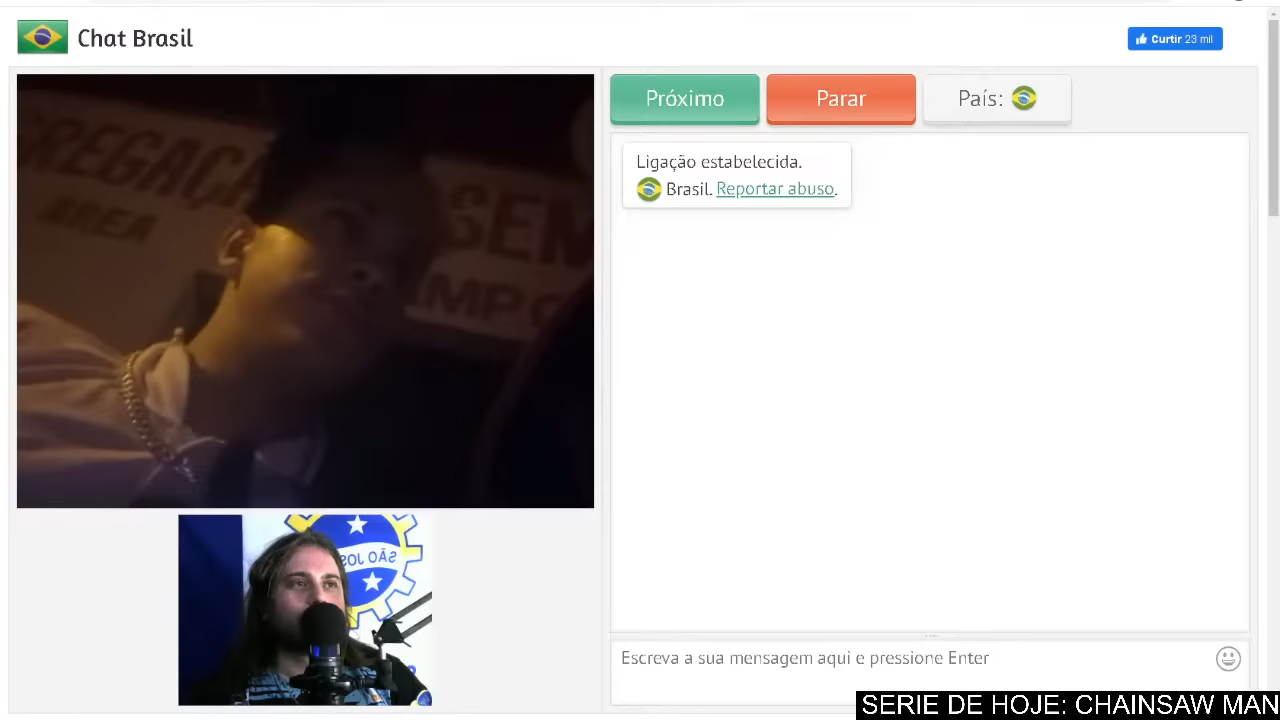 Chat Brasil
Curtir 23 mil
Próximo
Parar
País:
Ligação estabelecida.
Brasil. Reportar abuso.
SEM
Escreva a sua mensagem aqui e pressione Enter
SERIE DE HOJE: CHAINSAW MAN